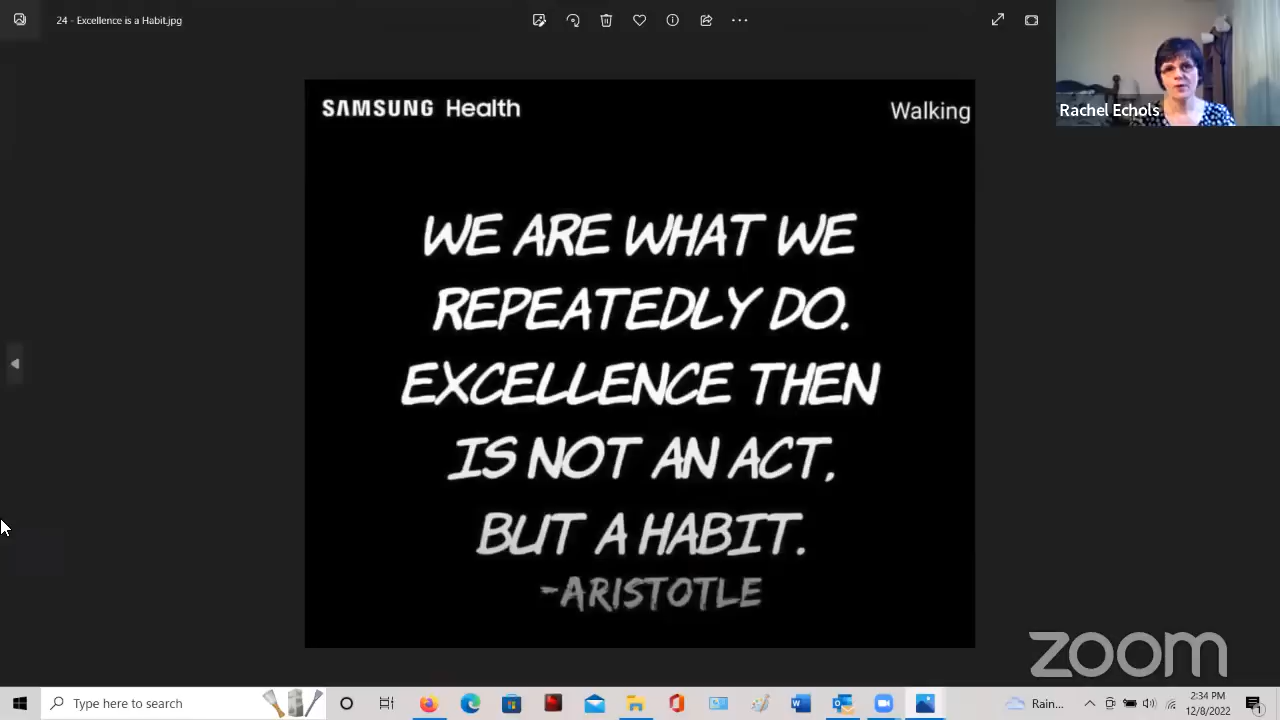 24 - Excellence is a Habit.jpg
Rachel Echols
SAMSUNG Health
Walking
WE ARE WHAT WE
REPEATEDLY DO.
EXCELLENCE THEN
IS NOT AN ACT,
BUT A HABIT.
-ARISTOTLE
zoom
Type here to search
Rain...
2:34 PM
12/8/2022
1